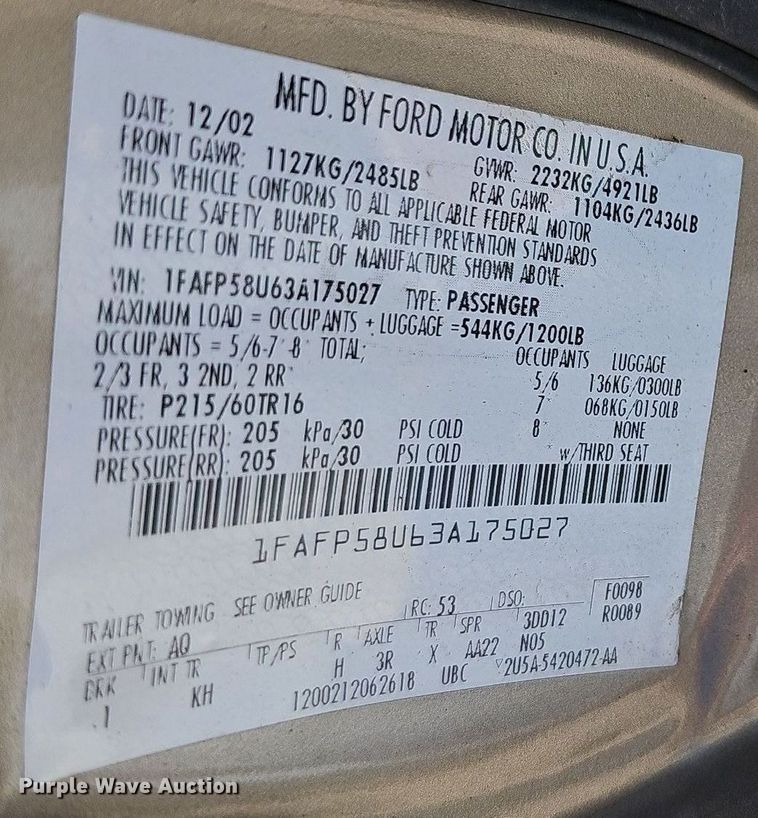 MFD. BY FORD MOTOR CO. IN U.S.A.
DATE: 12/02 GVWR: 2232KG/4921LB
FRONT GAWR: 1127KG/2485LB REAR GAWR: 1104KG/2436LB
THIS VEHICLE CONFORMS TO ALL APPLICABLE FEDERAL MOTOR
VEHICLE SAFETY, BUMPER, AND THEFT PREVENTION STANDARDS
IN EFFECT ON THE DATE OF MANUFACTURE SHOWN ABOVE.
VIN: 1FAFP58U63A175027 TYPE: PASSENGER
MAXIMUM LOAD = OCCUPANTS + LUGGAGE =544KG/1200LB
OCCUPANTS = 5/6-7*8* TOTAL; OCCUPANTS LUGGAGE
2/3 FR, 3 2ND, 2 RR* 5/6 136KG/0300LB
TIRE: P215/60TR16 7* 068KG/0150LB
PRESSURE(FR): 205 kPa/30 PSI COLD 8* NONE
PRESSURE(RR): 205 kPa/30 PSI COLD * w/THIRD SEAT
1FAFP58U63A175027
TRAILER TOWING - SEE OWNER GUIDE
EXT PNT: AQ RC: 53 DSO: F0098
R0089
BRK INT TR TP/PS R AXLE TR SPR 3DD12
1 KH H 3R X AA22 N05
1200212062618 UBC 2U5A-5420472-AA
Purple Wave Auction